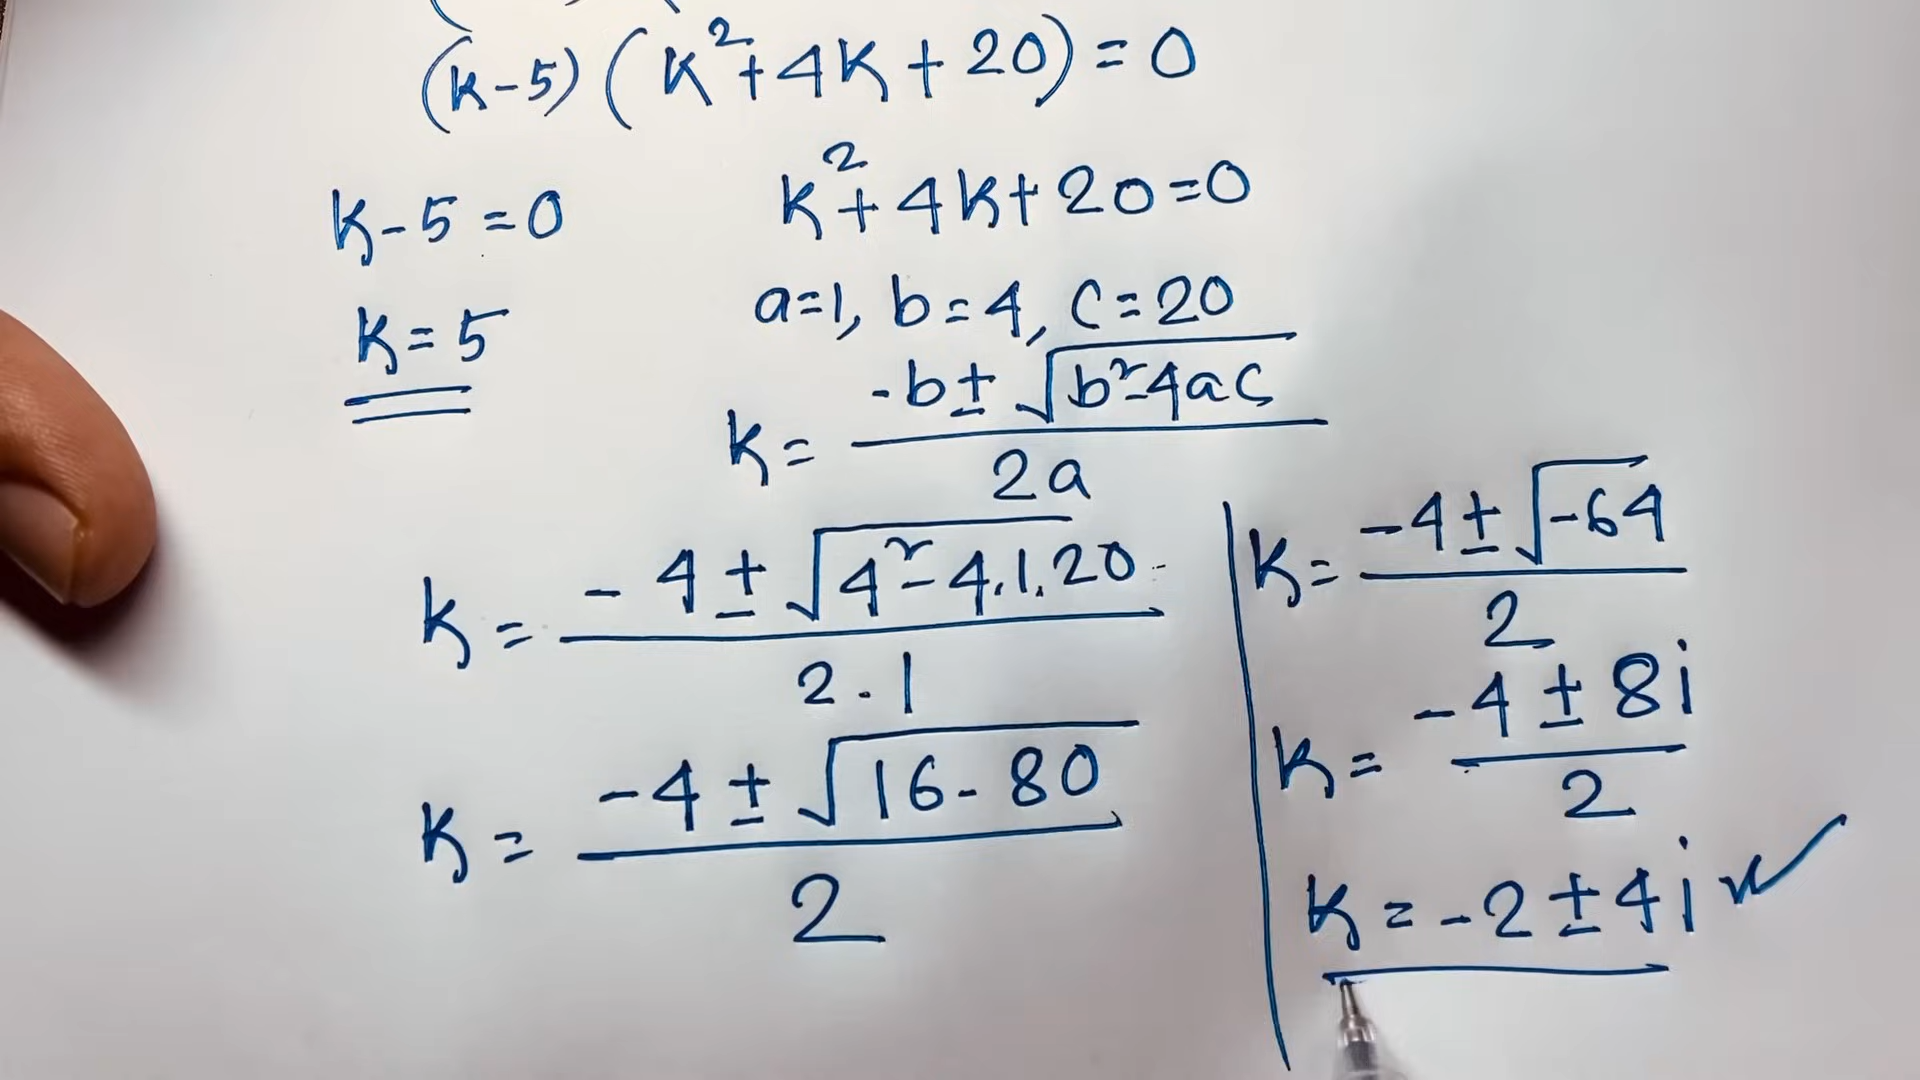 (k-5)(k²+4k+20)=0
k-5=0
k=5
k²+4k+20=0
a=1, b=4, c=20
k= -b±√b²-4ac / 2a
k= -4±√4²-4.1.20 / 2.1
k= -4±√16-80 / 2
k= -4±√-64 / 2
k= -4±8i / 2
k=-2±4i ✓